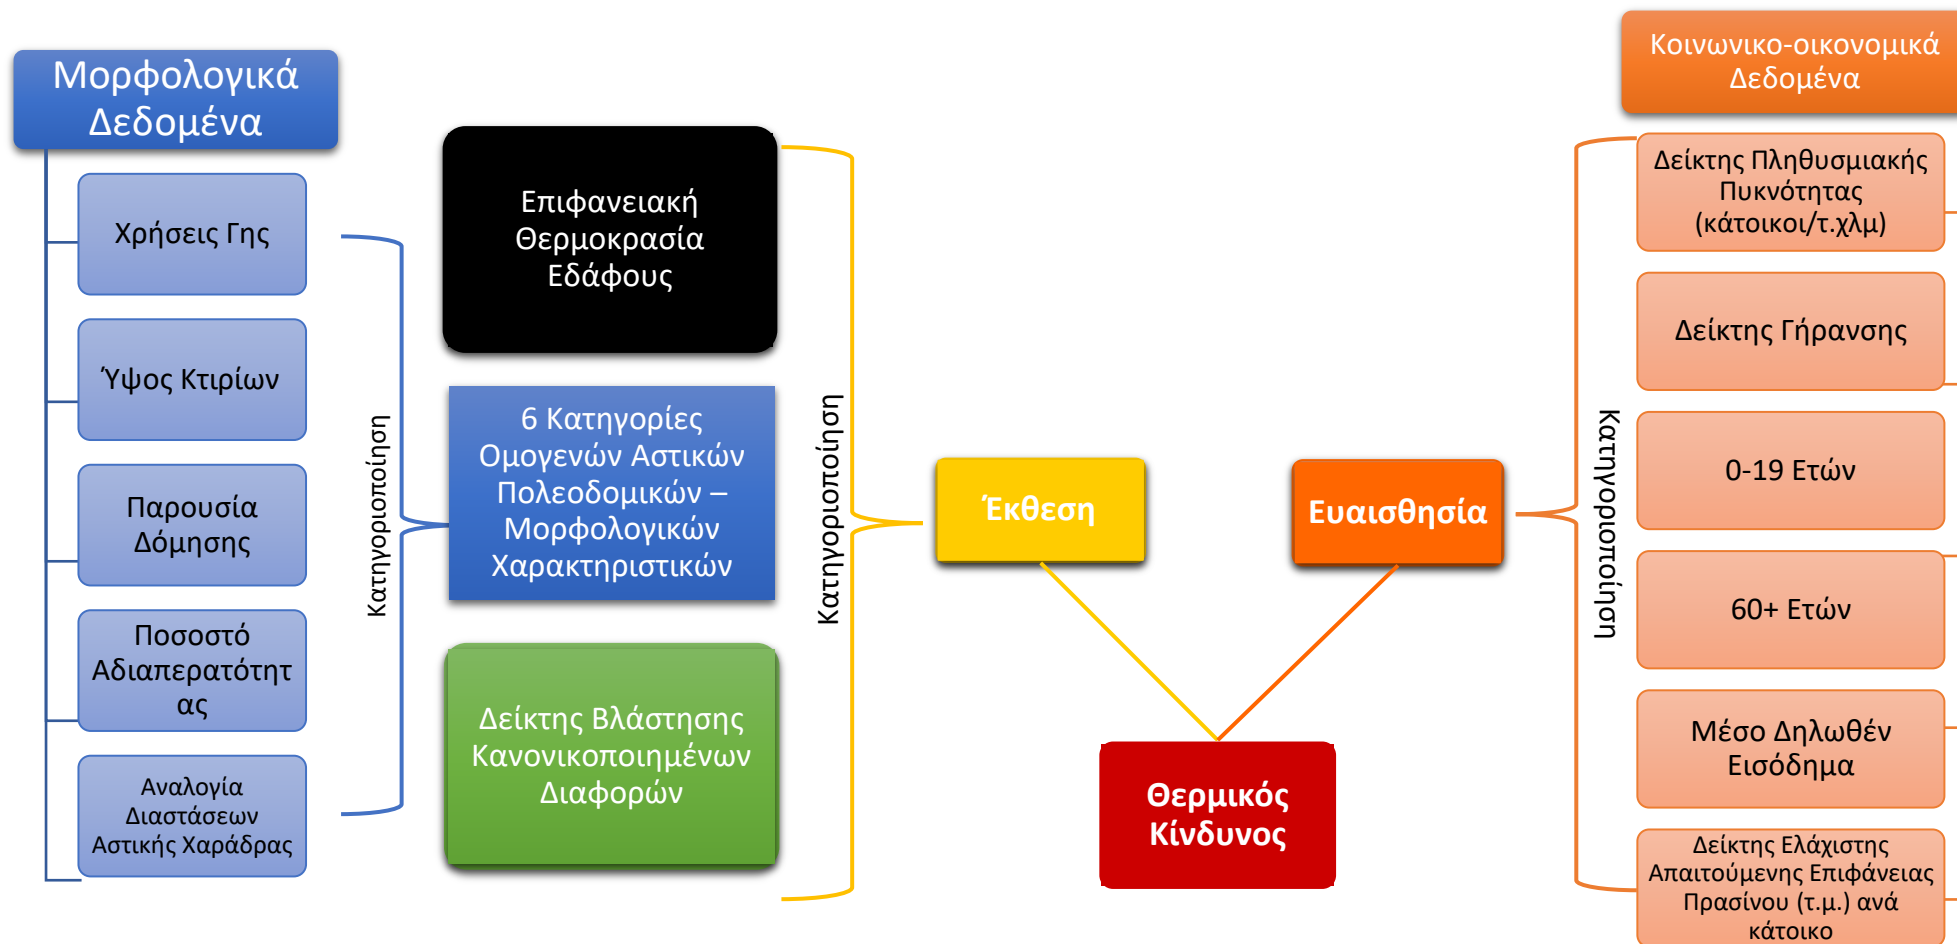 Μορφολογικά
Δεδομένα
Χρήσεις Γης
Ύψος Κτιρίων
Παρουσία
Δόμησης
Ποσοστό
Αδιαπερατότητ
ας
Αναλογία
Διαστάσεων
Αστικής Χαράδρας
Κατηγοριοποίηση
Επιφανειακή
Θερμοκρασία
Εδάφους
6 Κατηγορίες
Ομογενών Αστικών
Πολεοδομικών –
Μορφολογικών
Χαρακτηριστικών
Δείκτης Βλάστησης
Κανονικοποιημένων
Διαφορών
Κατηγοριοποίηση
Έκθεση
Ευαισθησία
Θερμικός
Κίνδυνος
Κατηγοριοποίηση
Κοινωνικο-οικονομικά
Δεδομένα
Δείκτης Πληθυσμιακής
Πυκνότητας
(κάτοικοι/τ.χλμ)
Δείκτης Γήρανσης
0-19 Ετών
60+ Ετών
Μέσο Δηλωθέν
Εισόδημα
Δείκτης Ελάχιστης
Απαιτούμενης Επιφάνειας
Πρασίνου (τ.μ.) ανά
κάτοικο